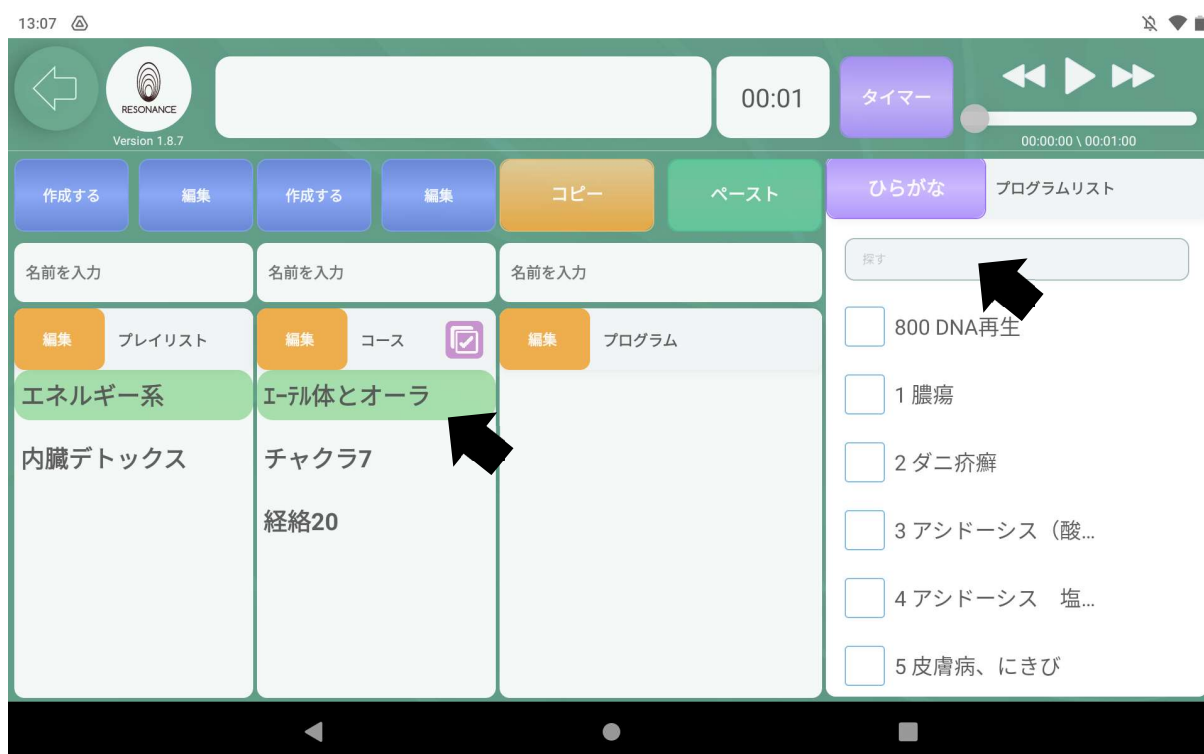 13:07
RESONANCE
Version 1.8.7
00:01
タイマー
00:00:00 \ 00:01:00
作成する
編集
作成する
編集
コピー
ペースト
ひらがな
プログラムリスト
名前を入力
名前を入力
名前を入力
探す
編集
プレイリスト
編集
コース
編集
プログラム
エネルギー系
内臓デトックス
ｴｰﾃﾙ体とオーラ
チャクラ7
経絡20
800 DNA再生
1 膿瘍
2 ダニ疥癬
3 アシドーシス（酸...
4 アシドーシス　塩...
5 皮膚病、にきび